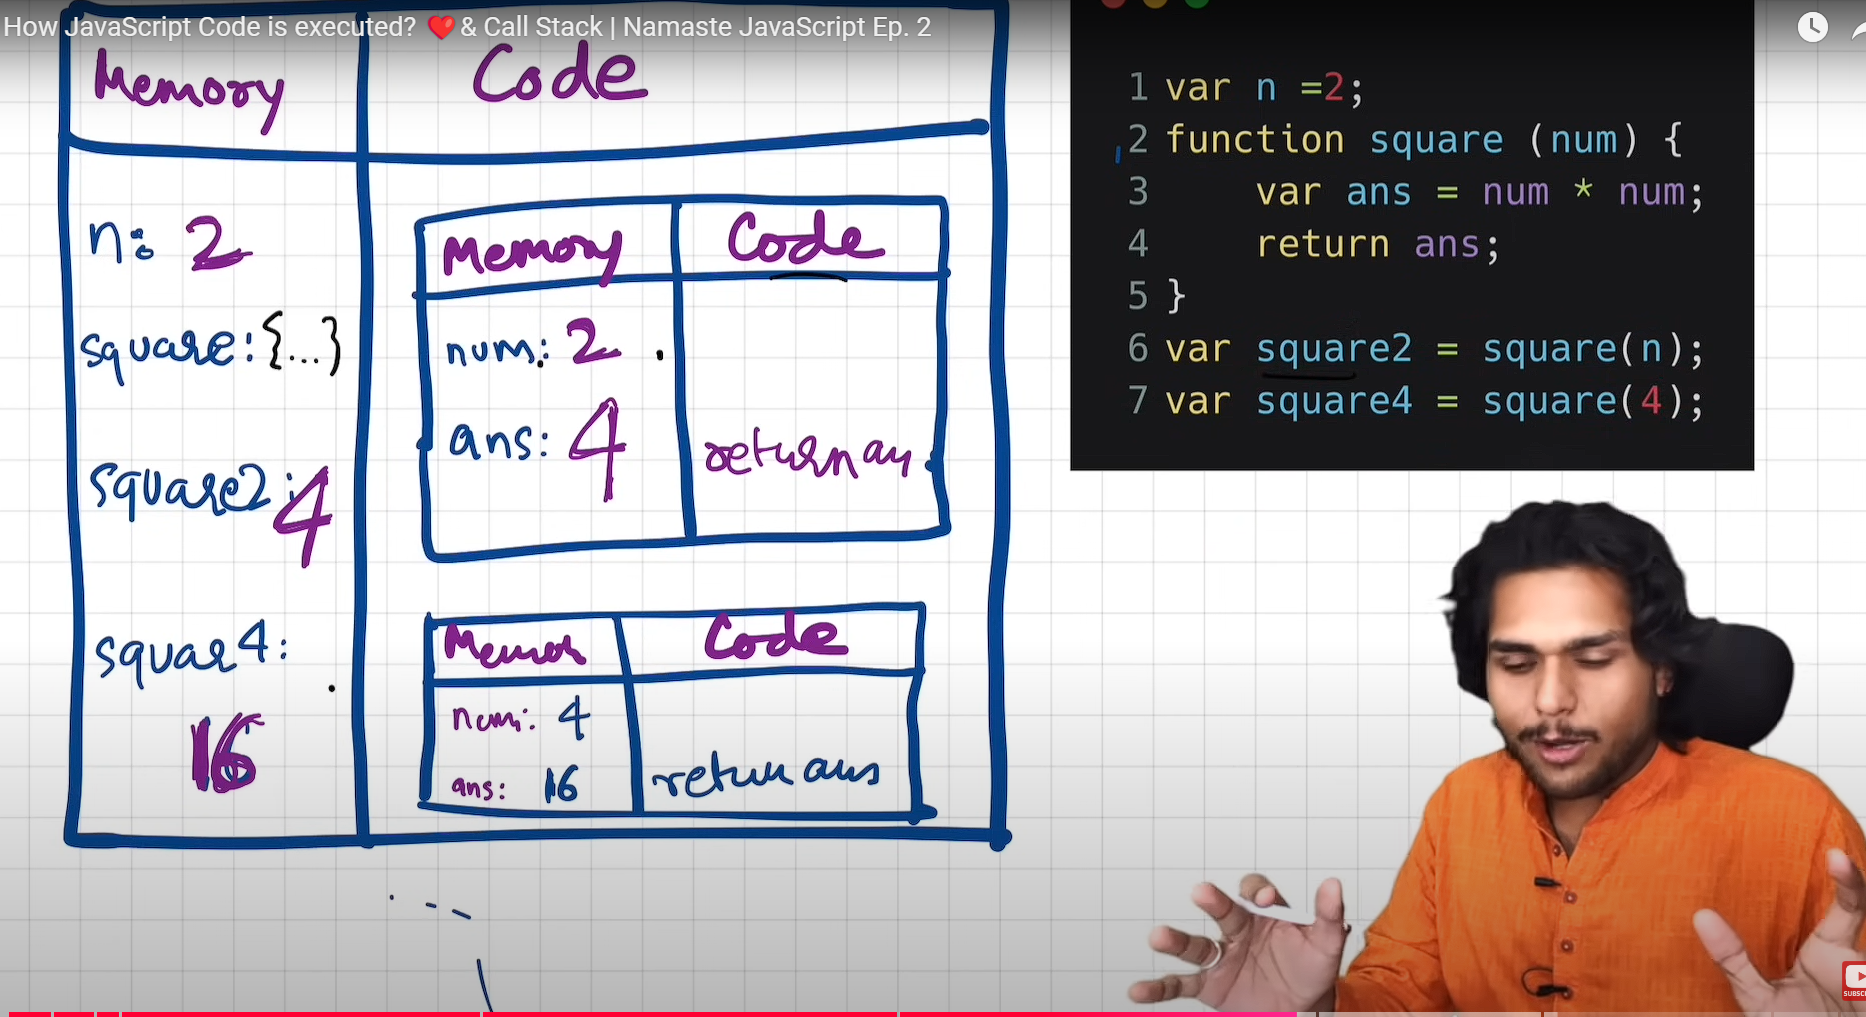 How JavaScript Code is executed? ❤️ & Call Stack | Namaste JavaScript Ep. 2
Memory
Code
n: 2
square: {...}
square2: 4
squar4:
16
Memory
Code
num: 2
ans: 4
return an
Code
num: 4
ans: 16
return ans
1 var n =2;
2 function square (num) {
3 var ans = num * num;
4 return ans;
5 }
6 var square2 = square(n);
7 var square4 = square(4);